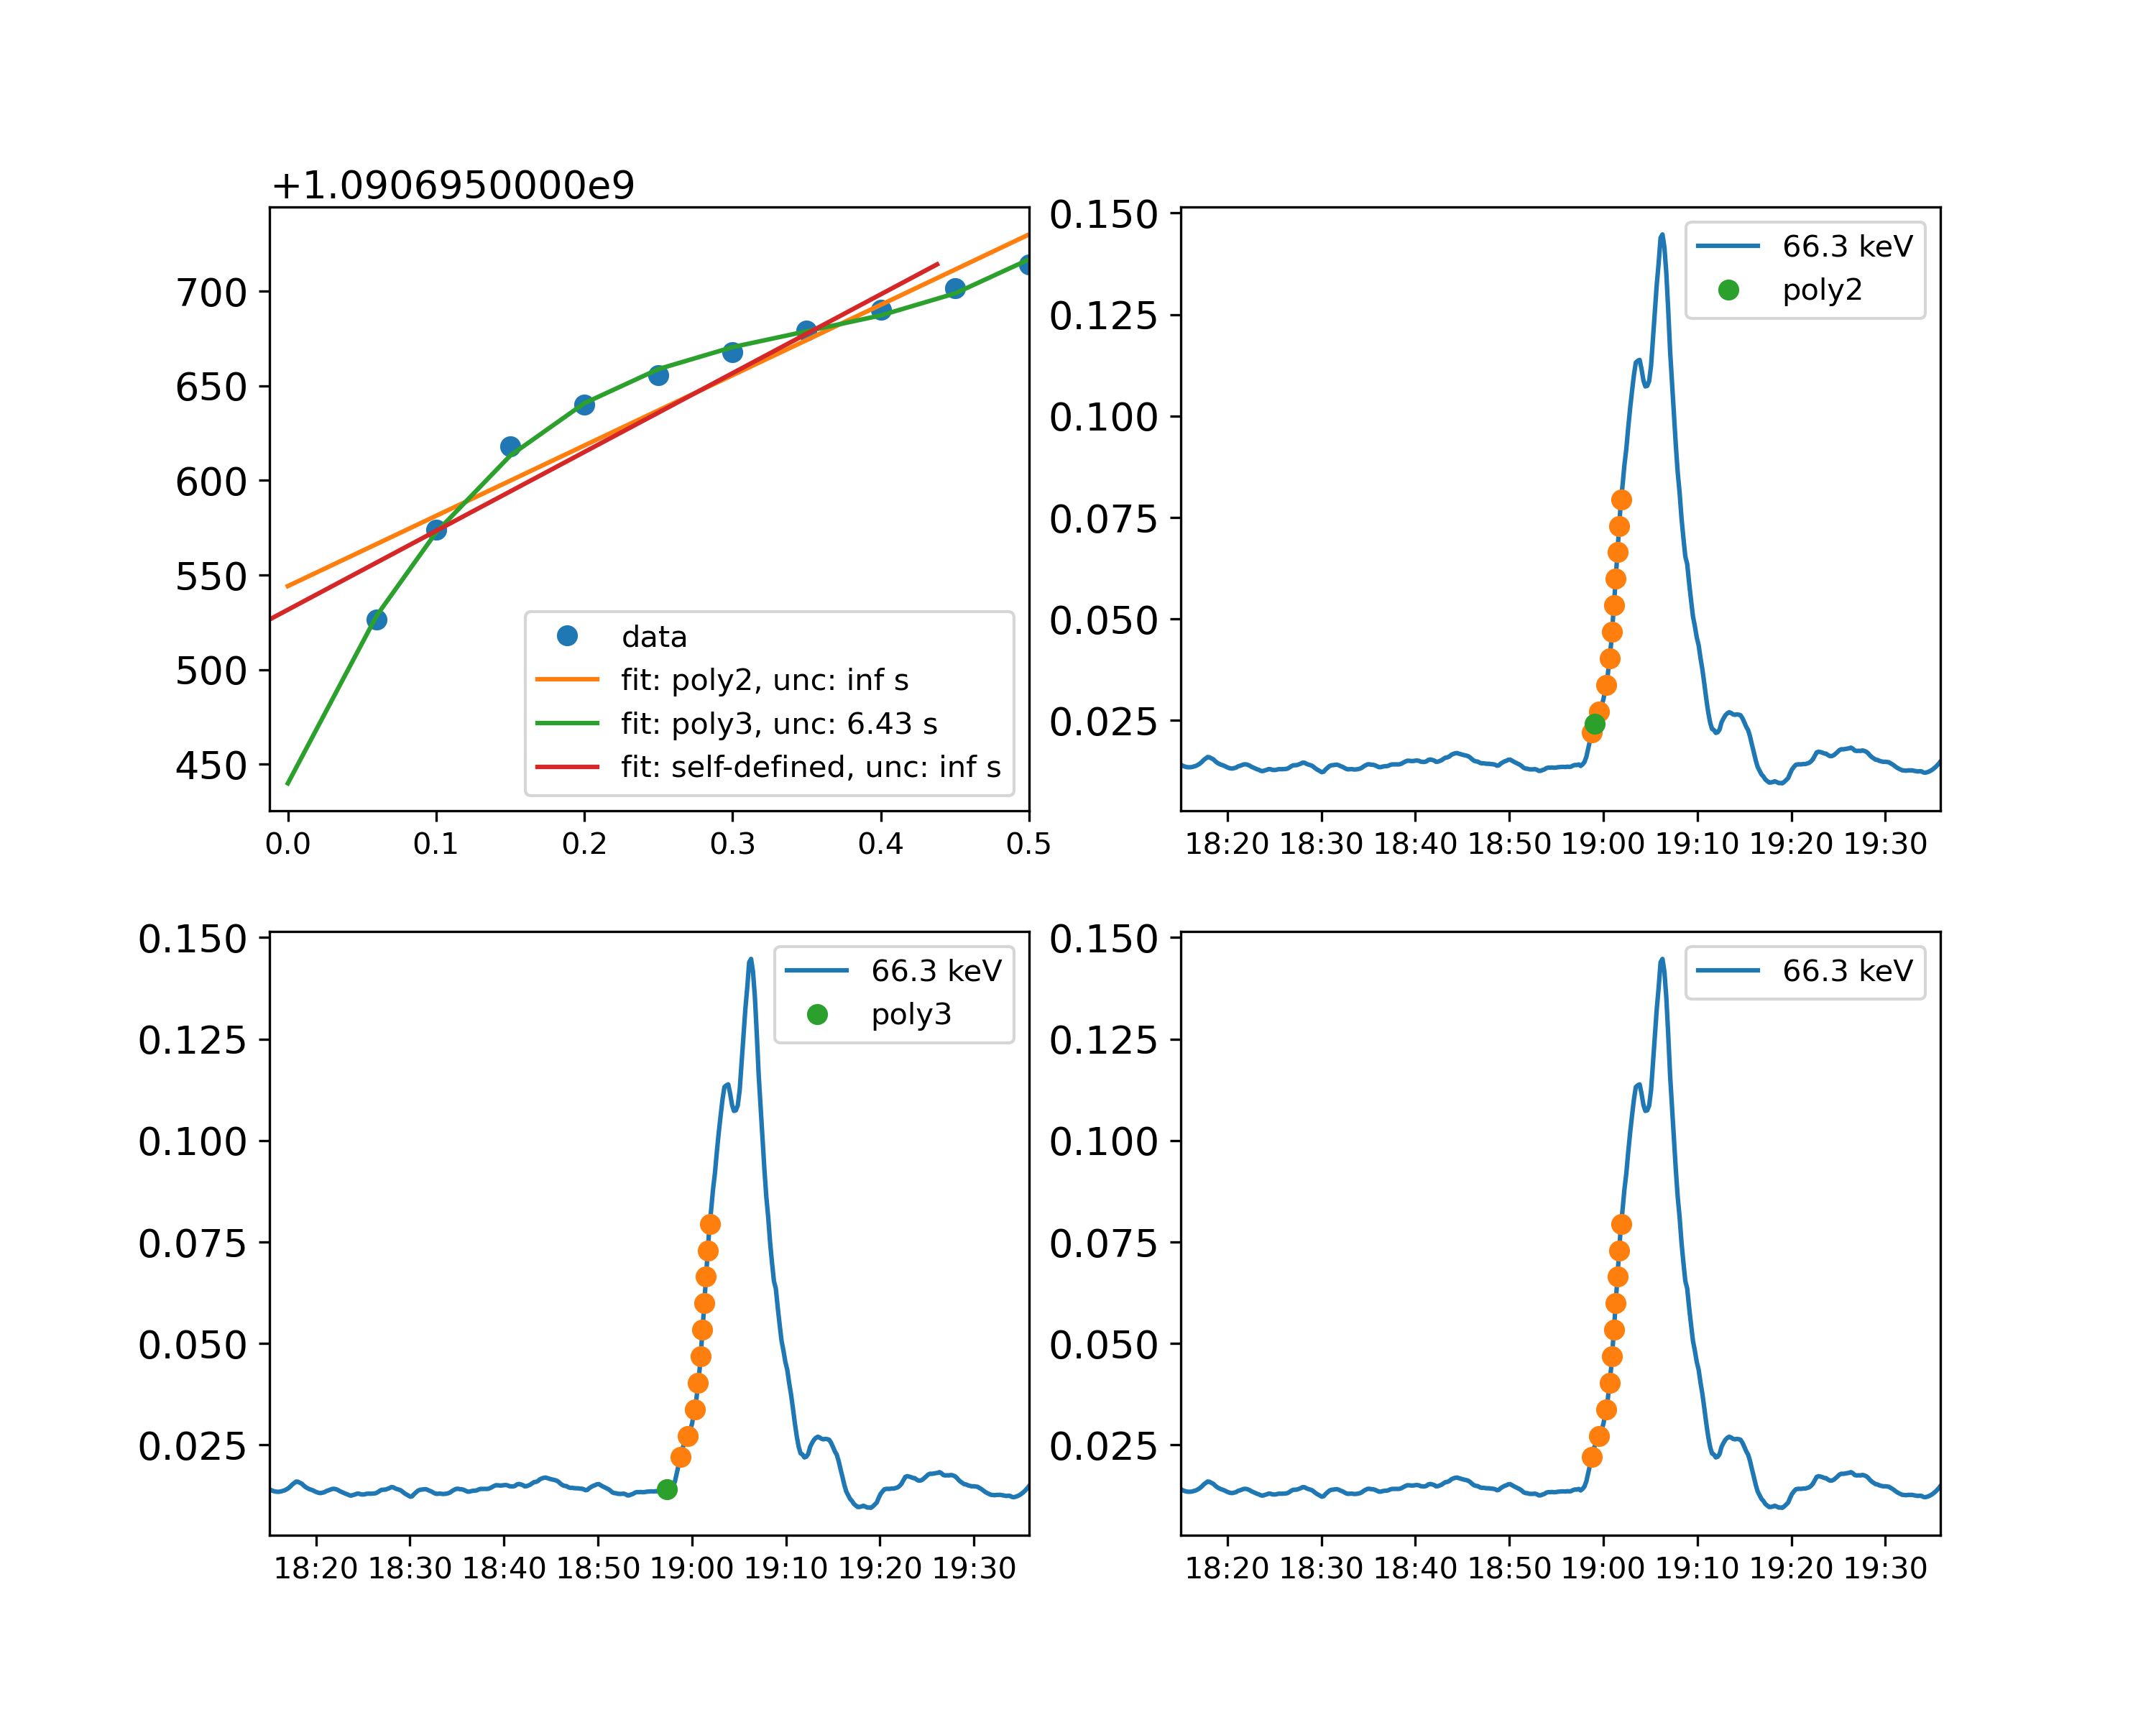 +1.0906950000e9
700
650
600
550
500
450
0.0 0.1 0.2 0.3 0.4 0.5
data
fit: poly2, unc: inf s
fit: poly3, unc: 6.43 s
fit: self-defined, unc: inf s
0.150
0.125
0.100
0.075
0.050
0.025
18:20 18:30 18:40 18:50 19:00 19:10 19:20 19:30
66.3 keV
poly2
0.150
0.125
0.100
0.075
0.050
0.025
18:20 18:30 18:40 18:50 19:00 19:10 19:20 19:30
66.3 keV
poly3
0.150
0.125
0.100
0.075
0.050
0.025
18:20 18:30 18:40 18:50 19:00 19:10 19:20 19:30
66.3 keV